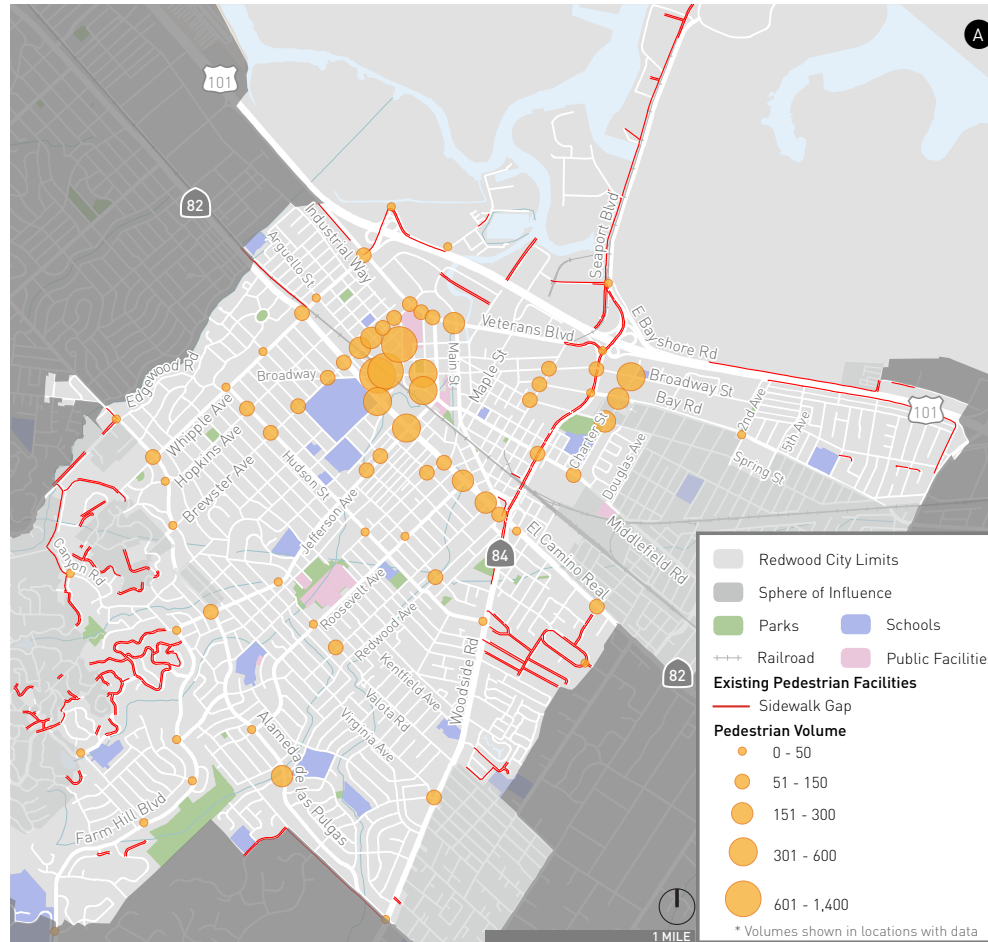 A
101
82
Industrial Way
Arguello St
Seaport Blvd
E Bayshore Rd
Veterans Blvd
Main St
Maple St
Broadway
Edgewood R
Broadway St
Bay Rd
101
2nd Ave
5th Ave
Whipple Ave
Hopkins Ave
Brewster Ave
Hudson St
Charter St
Douglas Ave
Spring St
Jefferson Ave
Middlefield Rd
El Camino Real
84
Canyon Rd
Roosevelt Ave
Redwood Ave
Kentfield Ave
Woodside Rd
82
Valota Rd
Virginia Ave
Alameda de las Pulgas
Farm Hill Blvd
Redwood City Limits
Sphere of Influence
Parks
Schools
Railroad
Public Facilities
Existing Pedestrian Facilities
Sidewalk Gap
Pedestrian Volume
0 - 50
51 - 150
151 - 300
301 - 600
601 - 1,400
* Volumes shown in locations with data
1 MILE